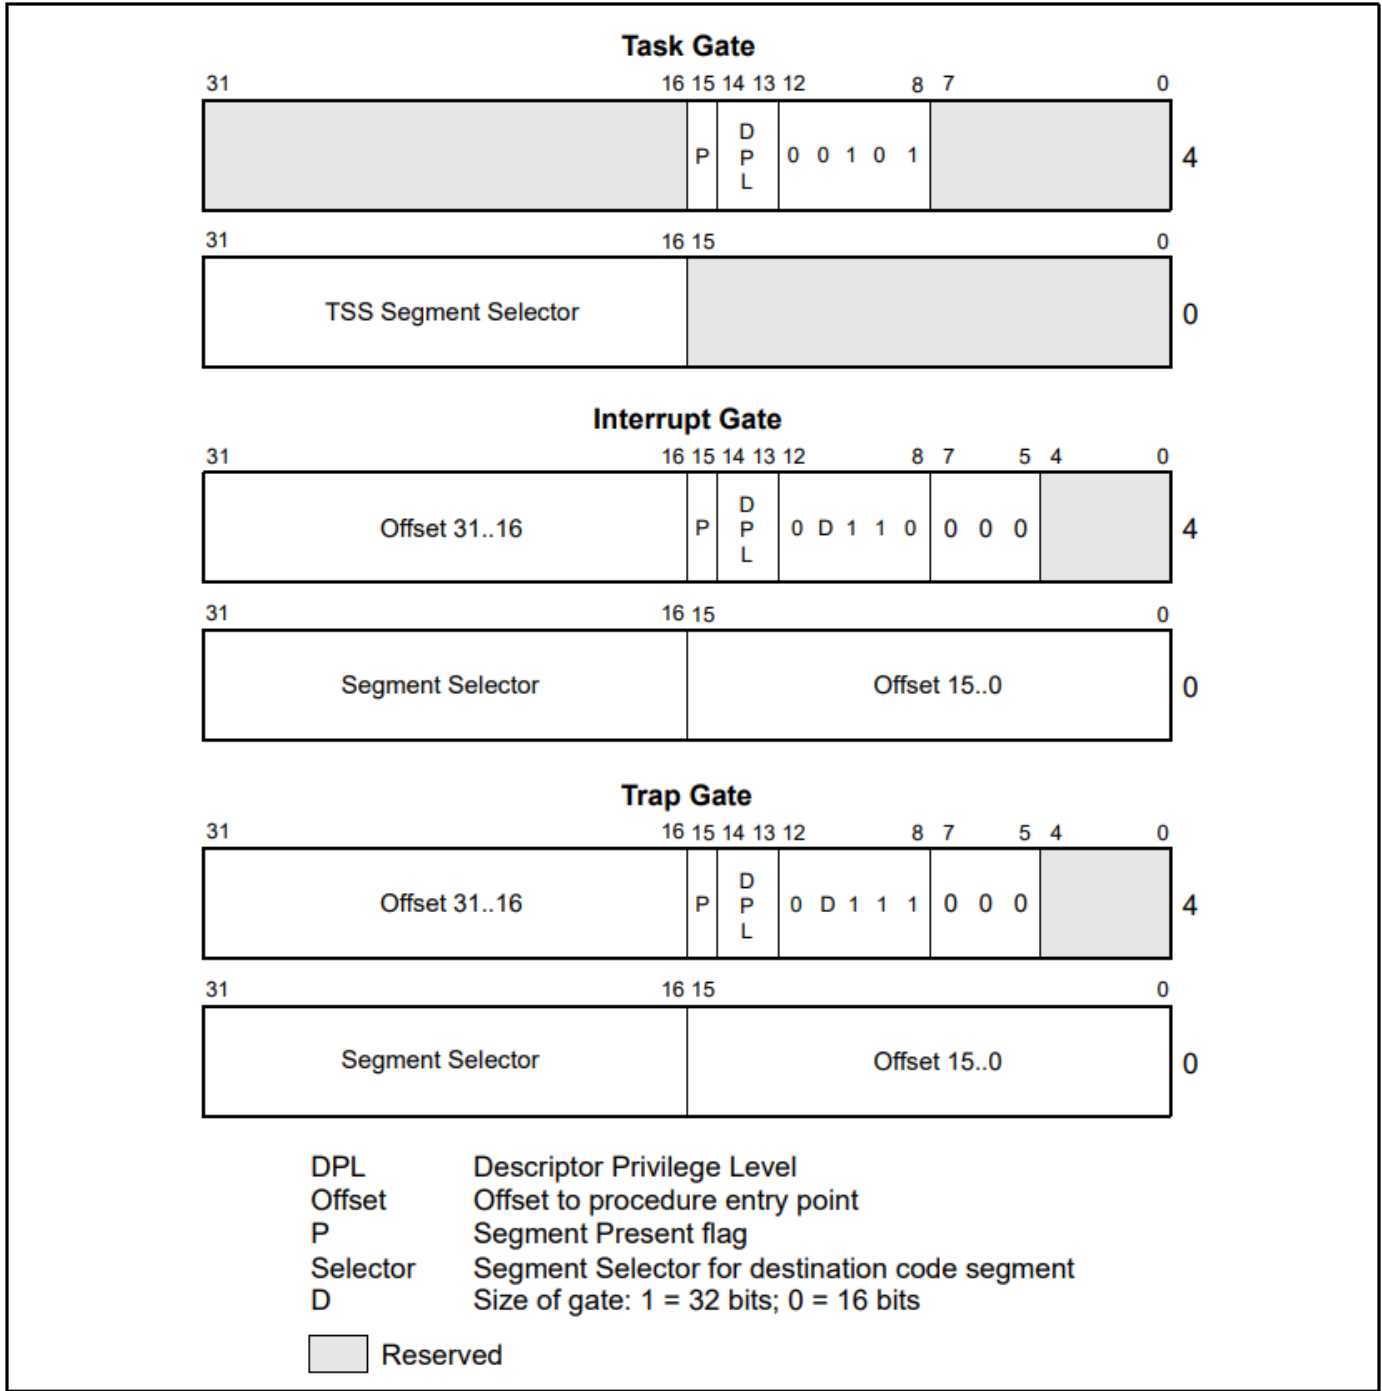 Task Gate
31 16 15 14 13 12 8 7 0
P D P L 0 0 1 0 1 4
31 16 15 0
TSS Segment Selector 0
Interrupt Gate
31 16 15 14 13 12 8 7 5 4 0
Offset 31..16 P D P L 0 D 1 1 0 0 0 0 4
31 16 15 0
Segment Selector Offset 15..0 0
Trap Gate
31 16 15 14 13 12 8 7 5 4 0
Offset 31..16 P D P L 0 D 1 1 1 0 0 0 4
31 16 15 0
Segment Selector Offset 15..0 0
DPL Descriptor Privilege Level
Offset Offset to procedure entry point
P Segment Present flag
Selector Segment Selector for destination code segment
D Size of gate: 1 = 32 bits; 0 = 16 bits
Reserved